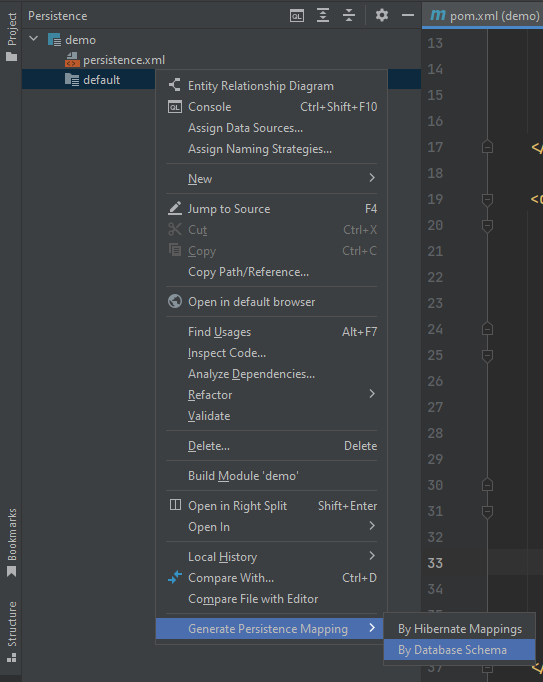 Project
Bookmarks
Structure
Persistence
QL
demo
persistence.xml
default
Entity Relationship Diagram
QL Console Ctrl+Shift+F10
Assign Data Sources...
Assign Naming Strategies...
New
Jump to Source F4
Cut Ctrl+X
Copy Ctrl+C
Copy Path/Reference...
Open in default browser
Find Usages Alt+F7
Inspect Code...
Analyze Dependencies...
Refactor
Validate
Delete... Delete
Build Module 'demo'
Open in Right Split Shift+Enter
Open In
Local History
Compare With... Ctrl+D
Compare File with Editor
Generate Persistence Mapping
By Hibernate Mappings
By Database Schema
m pom.xml (demo)
13
14
15
16
17 </
18
19 <
20
21
22
23
24
25
26
27
28
29
30
31
32
33
34
37